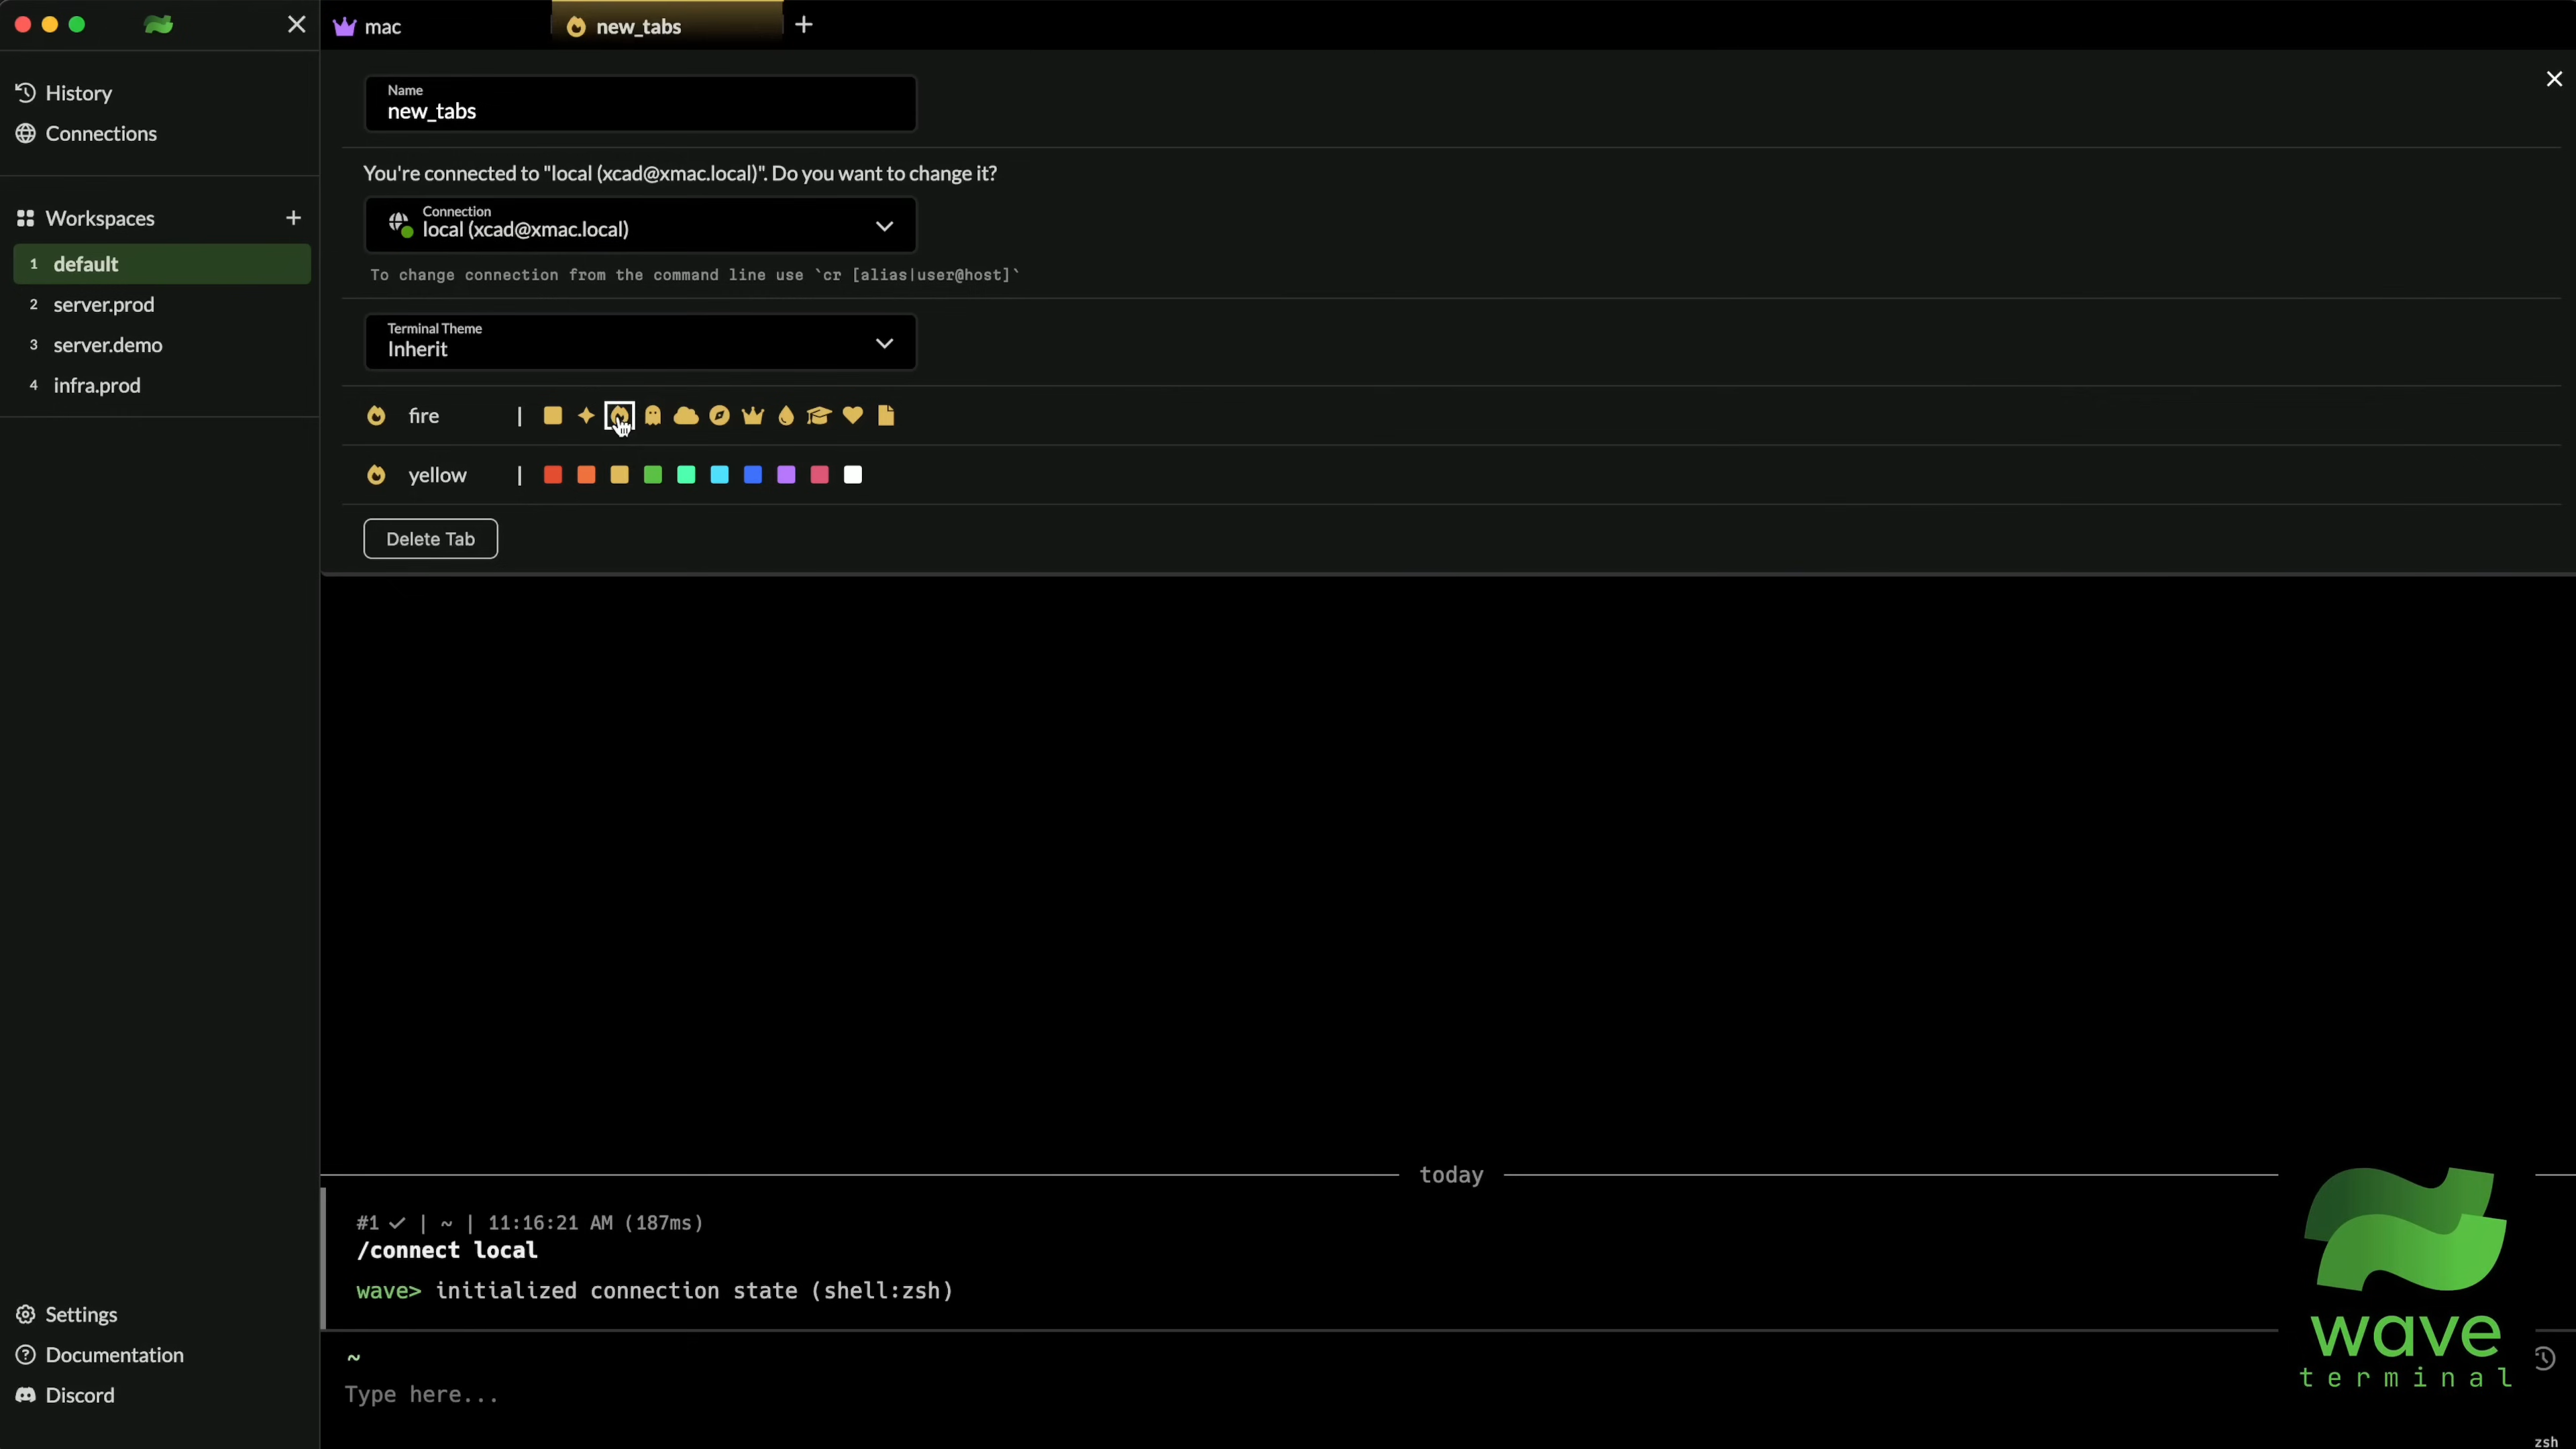 mac
new_tabs
History
Connections
Workspaces
1 default
2 server.prod
3 server.demo
4 infra.prod
Name
new_tabs
You're connected to "local (xcad@xmac.local)". Do you want to change it?
Connection
local (xcad@xmac.local)
To change connection from the command line use `cr [alias|user@host]`
Terminal Theme
Inherit
fire |
yellow |
Delete Tab
today
#1 ✓ | ~ | 11:16:21 AM (187ms)
/connect local
wave> initialized connection state (shell:zsh)
~
Type here...
Settings
Documentation
Discord
wave
terminal
zsh